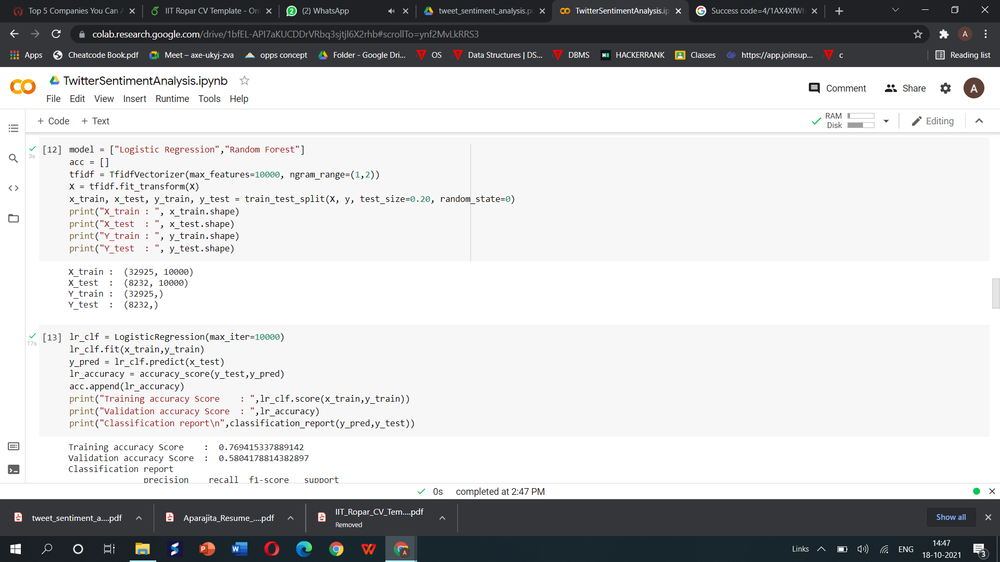 Top 5 Companies You Can A
IIT Ropar CV Template - Onl
(2) WhatsApp
tweet_sentiment_analysis.pd
TwitterSentimentAnalysis.ip
Success code=4/1AX4XfWh
colab.research.google.com/drive/1bfEL-API7aKUCDDrVRbq3sjtjl6X2rhb#scrollTo=ynf2MvLkRRS3
A
Apps
Cheatcode Book.pdf
Meet – axe-ukyj-zva
opps concept
Folder - Google Dri...
OS
Data Structures | DS...
DBMS
HACKERRANK
Classes
https://app.joinsup...
c
Reading list
TwitterSentimentAnalysis.ipynb
Comment
Share
A
File Edit View Insert Runtime Tools Help
+ Code + Text
RAM
Disk
Editing
[12] model = ["Logistic Regression","Random Forest"]
3s
acc = []
tfidf = TfidfVectorizer(max_features=10000, ngram_range=(1,2))
X = tfidf.fit_transform(X)
x_train, x_test, y_train, y_test = train_test_split(X, y, test_size=0.20, random_state=0)
print("X_train : ", x_train.shape)
print("X_test  : ", x_test.shape)
print("Y_train : ", y_train.shape)
print("Y_test  : ", y_test.shape)
X_train :  (32925, 10000)
X_test  :  (8232, 10000)
Y_train :  (32925,)
Y_test  :  (8232,)
[13] lr_clf = LogisticRegression(max_iter=10000)
17s
lr_clf.fit(x_train,y_train)
y_pred = lr_clf.predict(x_test)
lr_accuracy = accuracy_score(y_test,y_pred)
acc.append(lr_accuracy)
print("Training accuracy Score    : ",lr_clf.score(x_train,y_train))
print("Validation accuracy Score  : ",lr_accuracy)
print("Classification report\n",classification_report(y_pred,y_test))
Training accuracy Score    :  0.769415337889142
Validation accuracy Score  :  0.5804178814382897
Classification report
precision    recall  f1-score   support
0s completed at 2:47 PM
tweet_sentiment_a....pdf
Aparajita_Resume_....pdf
IIT_Ropar_CV_Tem....pdf
Removed
Show all
Links
ENG
14:47
18-10-2021
3